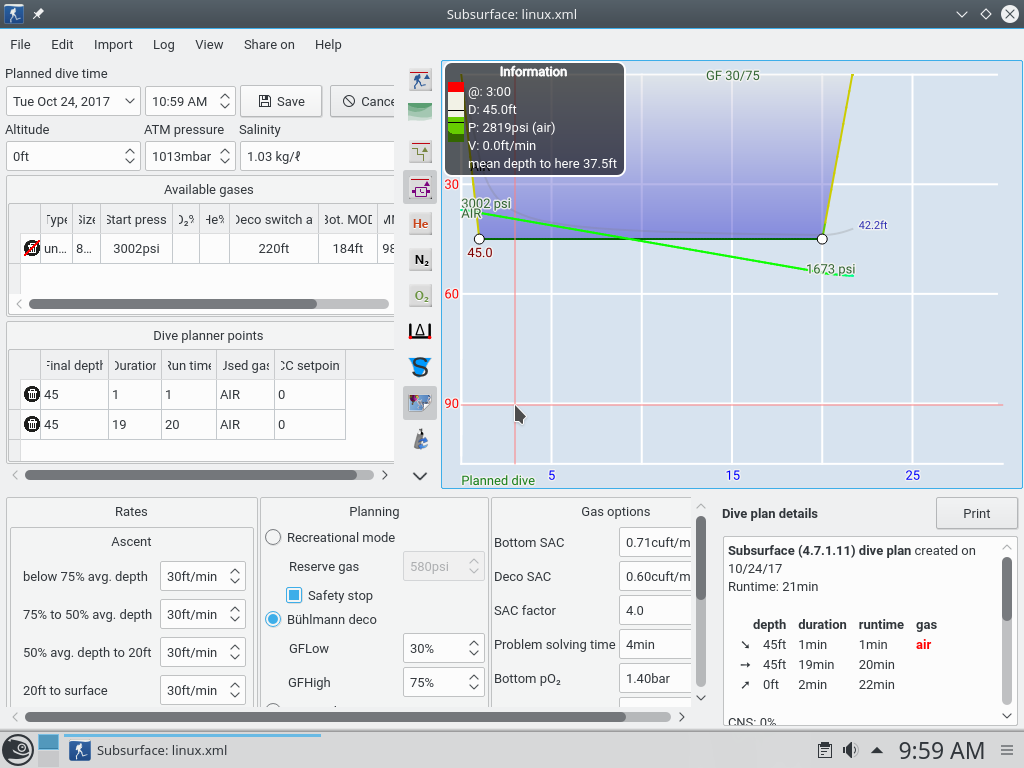 Subsurface: linux.xml
File Edit Import Log View Share on Help
Planned dive time
Tue Oct 24, 2017 10:59 AM Save Cance
Altitude ATM pressure Salinity
0ft 1013mbar 1.03 kg/ℓ
Available gases
Type Size Start press O₂% He% Deco switch a Bot. MOD MN
un... 8... 3002psi 220ft 184ft 98
Dive planner points
Final depth Duration Run time Used gas CC setpoin
45 1 1 AIR 0
45 19 20 AIR 0
He
N₂
O₂
Information
@: 3:00
D: 45.0ft
P: 2819psi (air)
V: 0.0ft/min
mean depth to here 37.5ft
GF 30/75
AIR
30
3002 psi
AIR
42.2ft
45.0
1673 psi
60
90
Planned dive
5 15 25
Rates
Ascent
below 75% avg. depth 30ft/min
75% to 50% avg. depth 30ft/min
50% avg. depth to 20ft 30ft/min
20ft to surface 30ft/min
Planning
Recreational mode
Reserve gas 580psi
Safety stop
Bühlmann deco
GFLow 30%
GFHigh 75%
Gas options
Bottom SAC 0.71cuft/m
Deco SAC 0.60cuft/m
SAC factor 4.0
Problem solving time 4min
Bottom pO₂ 1.40bar
Dive plan details Print
Subsurface (4.7.1.11) dive plan created on
10/24/17
Runtime: 21min
depth duration runtime gas
➘ 45ft 1min 1min air
➙ 45ft 19min 20min
➚ 0ft 2min 22min
CNS: 0%
Subsurface: linux.xml 9:59 AM